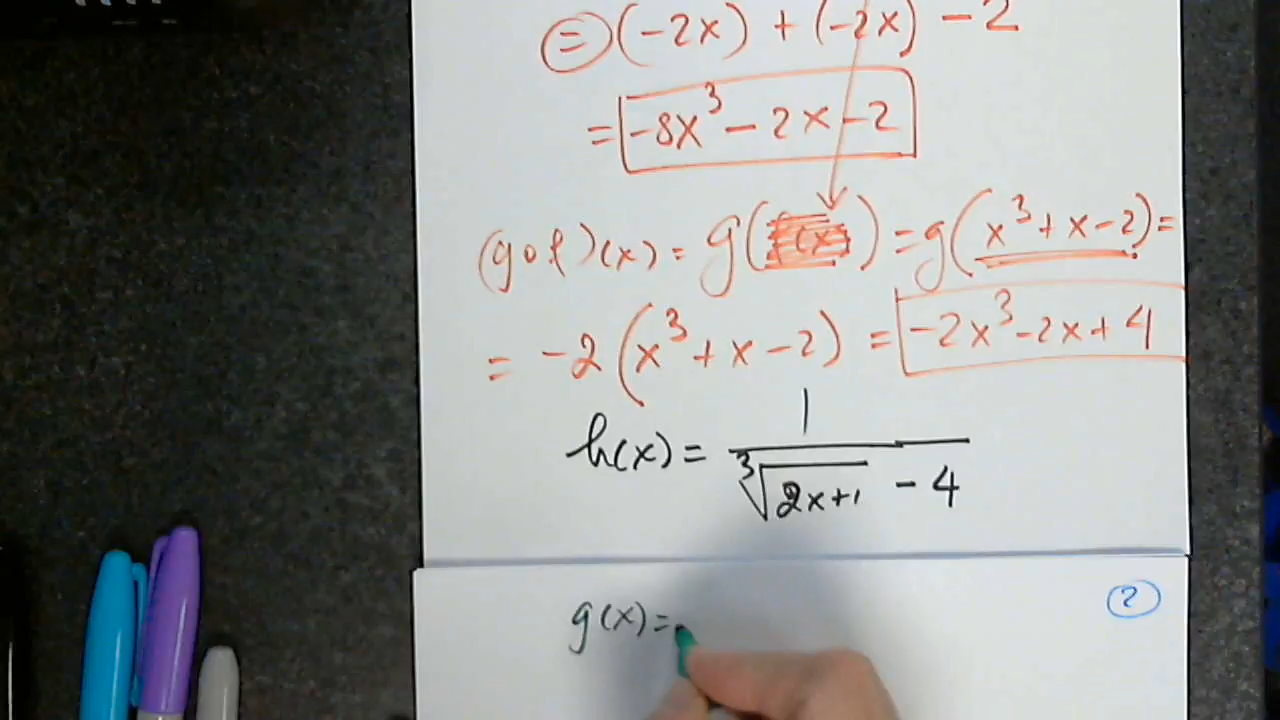 = (-2x) + (-2x) - 2
= -8x³ - 2x - 2
(g∘f)(x) = g(f(x)) = g(x³ + x - 2) =
= -2(x³ + x - 2) = -2x³ - 2x + 4
h(x) = 1 / (∛(2x+1) - 4)
2
g(x) =